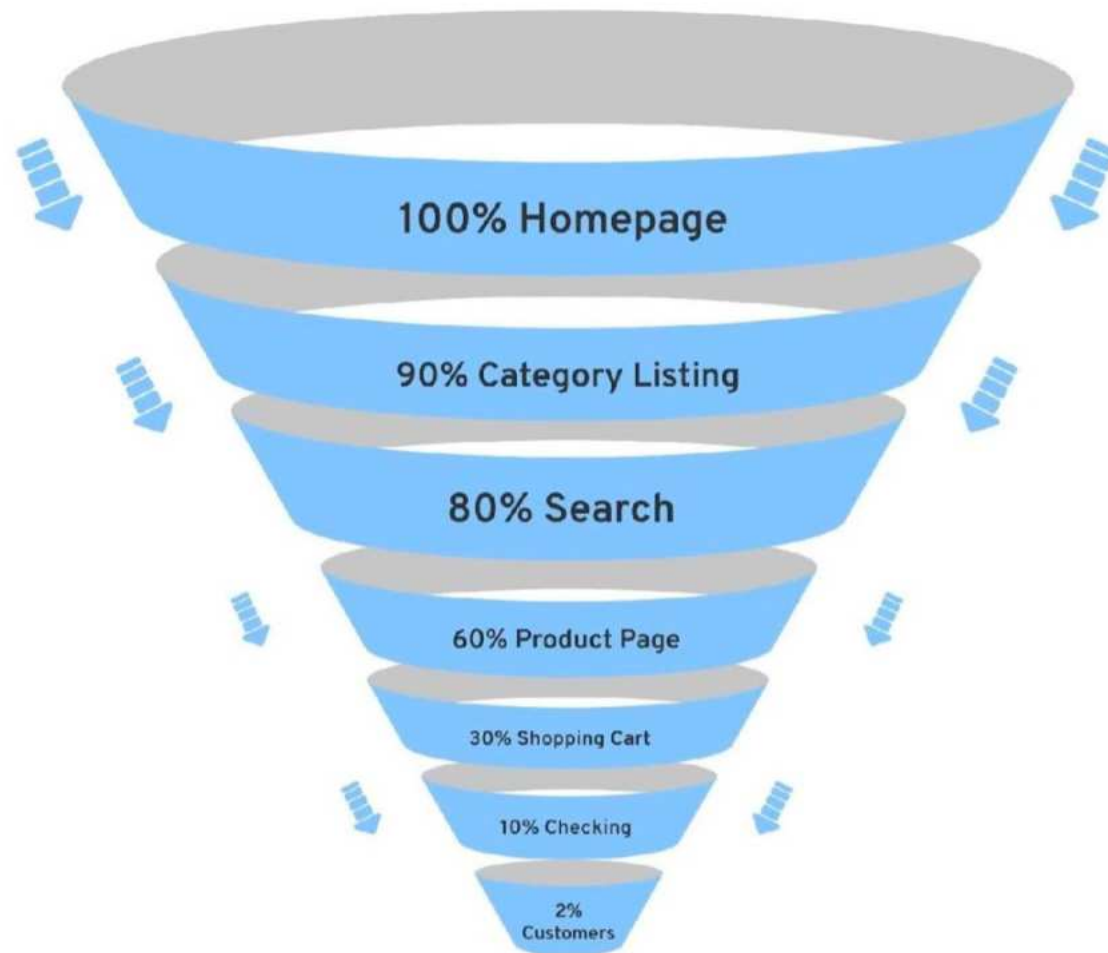 100% Homepage
90% Category Listing
80% Search
60% Product Page
30% Shopping Cart
10% Checking
2%
Customers